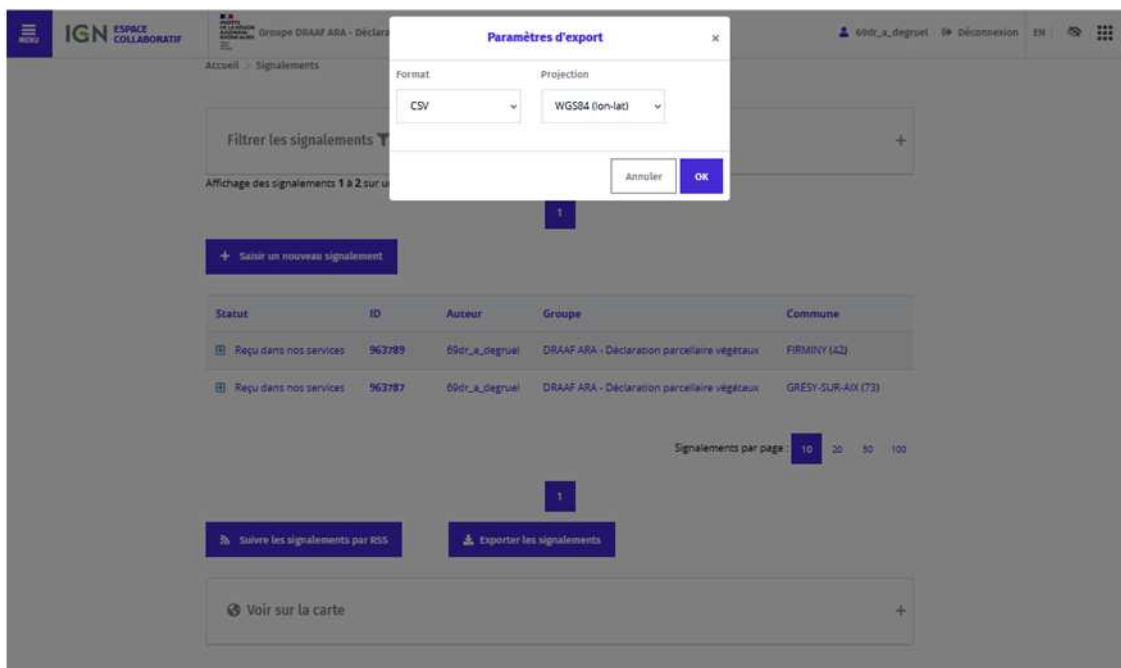 MENU
IGN ESPACE COLLABORATIF
Groupe DRAAF ARA - Déclara
69dr_a_degruel
Déconnexion
EN
Accueil > Signalements
Paramètres d'export
×
Format
Projection
CSV
WGS84 (lon-lat)
Annuler
OK
Filtrer les signalements
+
Affichage des signalements 1 à 2 sur u
1
+ Saisir un nouveau signalement
Statut ID Auteur Groupe Commune
Reçu dans nos services 963789 69dr_a_degruel DRAAF ARA - Déclaration parcellaire végétaux FIRMINY (42)
Reçu dans nos services 963787 69dr_a_degruel DRAAF ARA - Déclaration parcellaire végétaux GRÉSY-SUR-AIX (73)
Signalements par page : 10 20 50 100
1
Suivre les signalements par RSS
Exporter les signalements
Voir sur la carte
+